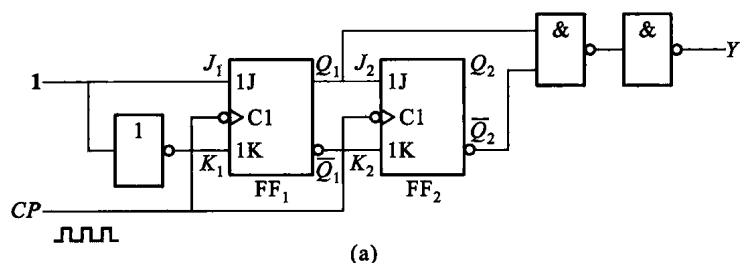 & &
J₁ Q₁ J₂ Q₂ Y
1 1J 1J
C1 C1 Q̅₂
1 1K 1K
K₁ Q̅₁ K₂
FF₁ FF₂
CP
(a)